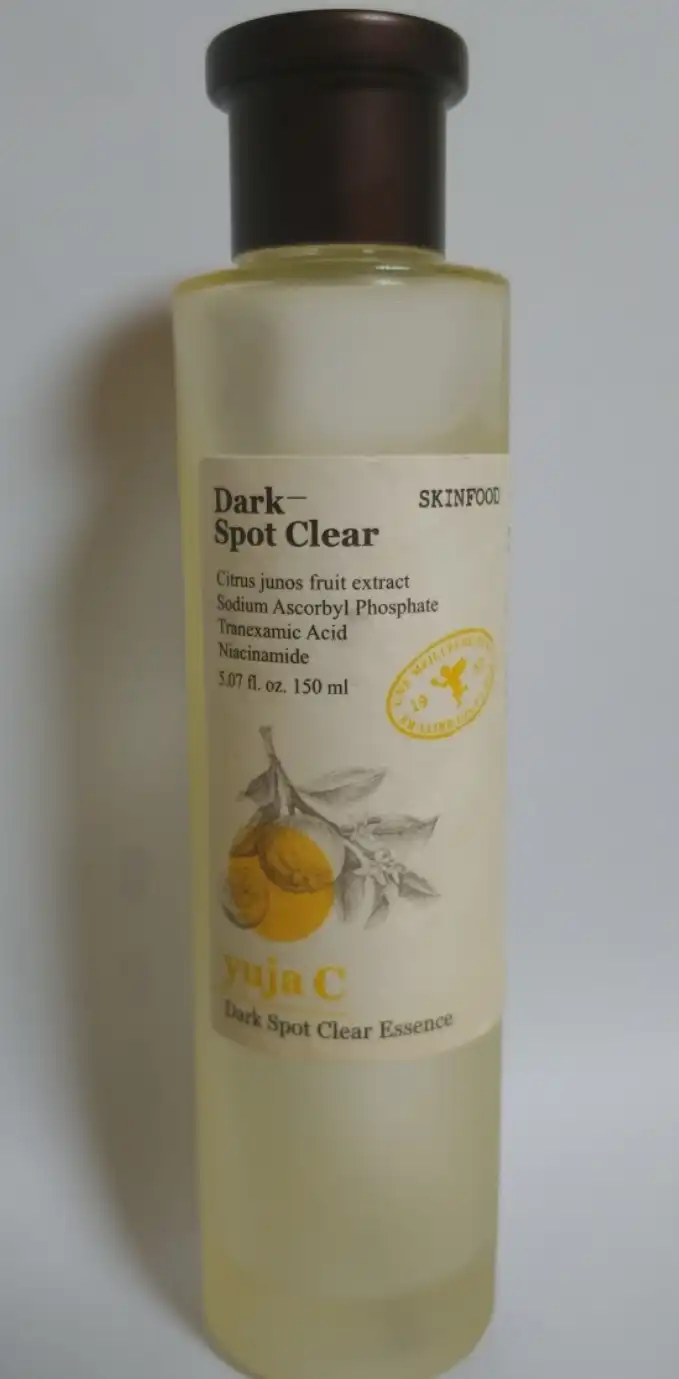 Dark—
Spot Clear
SKINFOOD
Citrus junos fruit extract
Sodium Ascorbyl Phosphate
Tranexamic Acid
Niacinamide
5.07 fl. oz. 150 ml
19
yuja C
Dark Spot Clear Essence